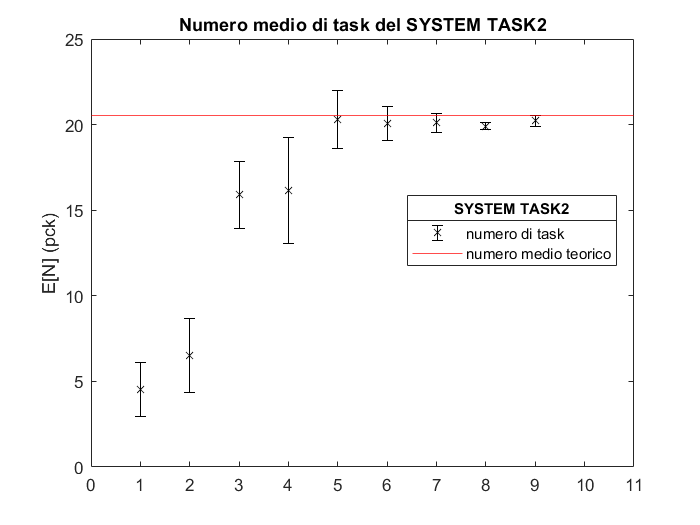 Numero medio di task del SYSTEM TASK2
25
20
15
10
5
0
E[N] (pck)
SYSTEM TASK2
numero di task
numero medio teorico
0 1 2 3 4 5 6 7 8 9 10 11